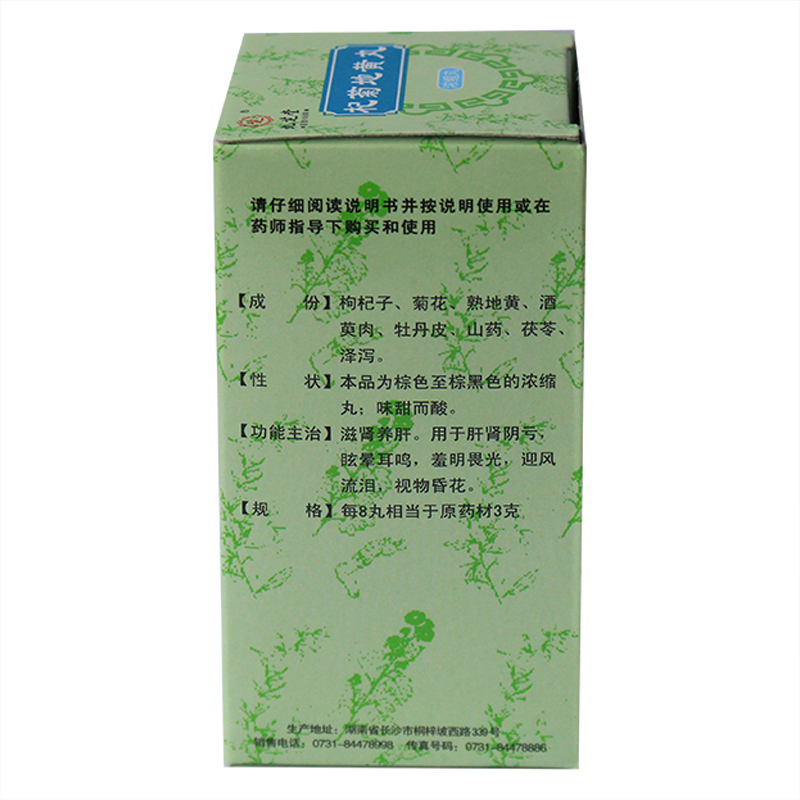 杞菊地黄丸
浓缩丸
九芝堂
请仔细阅读说明书并按说明使用或在
药师指导下购买和使用
【成 份】枸杞子、菊花、熟地黄、酒
萸肉、牡丹皮、山药、茯苓、
泽泻。
【性 状】本品为棕色至棕黑色的浓缩
丸；味甜而酸。
【功能主治】滋肾养肝。用于肝肾阴亏，
眩晕耳鸣，羞明畏光，迎风
流泪，视物昏花。
【规 格】每8丸相当于原药材3克
生产地址：湖南省长沙市桐梓坡西路339号
销售电话：0731-84478998 传真号码：0731-84478886